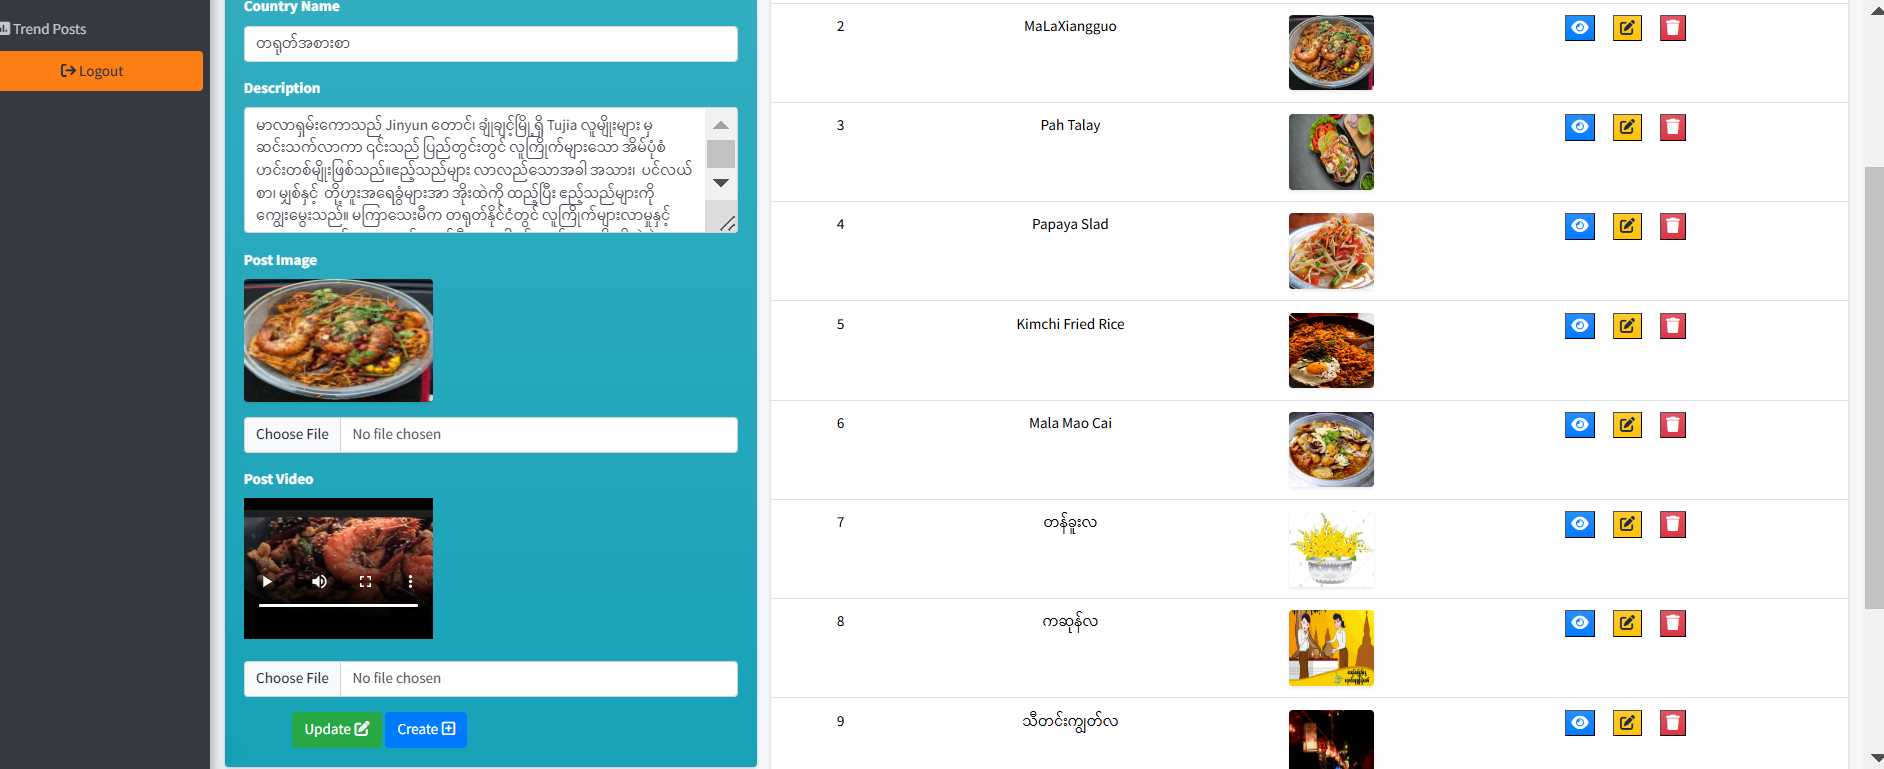 Trend Posts
Logout
Country Name
တရုတ်အစားစာ
Description
မာလာရှမ်းကောသည် Jinyun တောင်၊ ချုံချင့်မြို့ရှိ Tujia လူမျိုးများ မှ
ဆင်းသက်လာကာ ၎င်းသည် ပြည်တွင်းတွင် လူကြိုက်များသော အိမ်ပုံစံ
ဟင်းတစ်မျိုးဖြစ်သည်။ဧည့်သည်များ လာလည်သောအခါ အသား၊ ပင်လယ်
စာ၊ မျှစ်နှင့် တို့ဟူးအရေခွံများအာ အိုးထဲကို ထည့်ပြီး ဧည့်သည်များကို
ကျွေးမွေးသည်။ မကြာသေးမီက တရုတ်နိုင်ငံတွင် လူကြိုက်များလာမှုနှင့်
Post Image
Choose File No file chosen
Post Video
Choose File No file chosen
Update Create
2 MaLaXiangguo
3 Pah Talay
4 Papaya Slad
5 Kimchi Fried Rice
6 Mala Mao Cai
7 တန်ခူးလ
8 ကဆုန်လ
9 သီတင်းကျွတ်လ